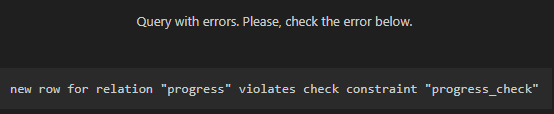 Query with errors. Please, check the error below.
new row for relation "progress" violates check constraint "progress_check"